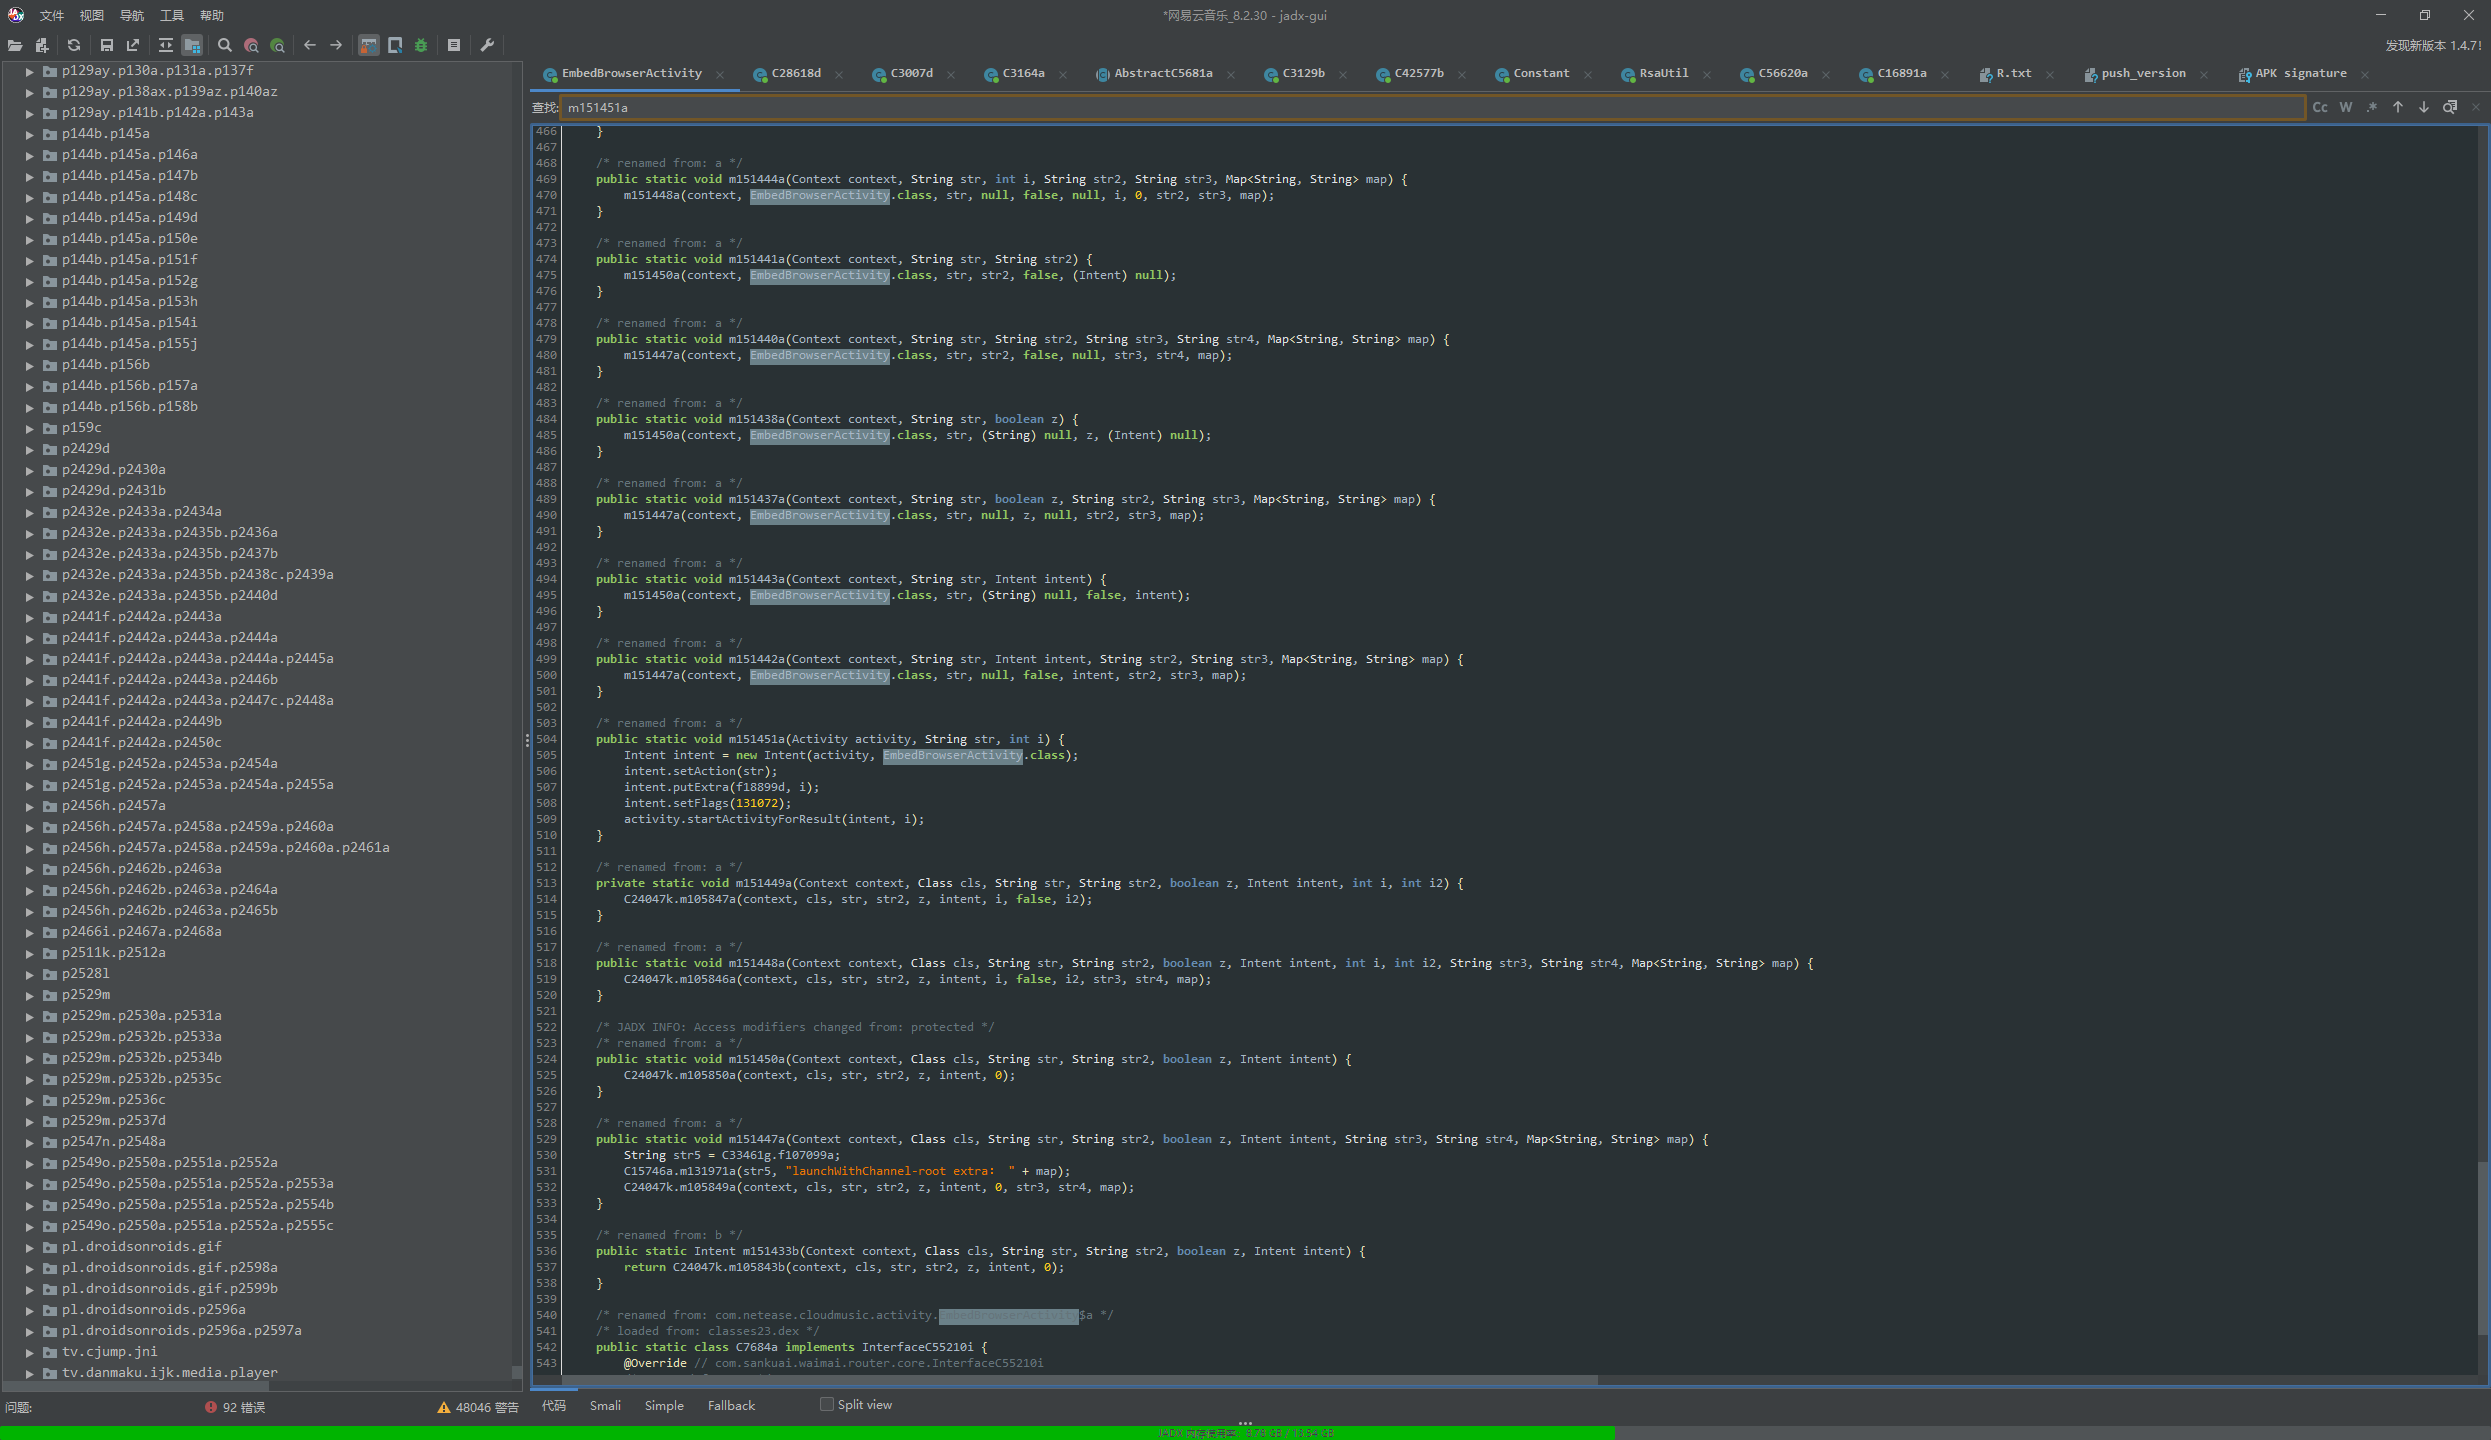 文件 视图 导航 工具 帮助
*网易云音乐_8.2.30 - jadx-gui
发现新版本 1.4.7!
p129ay.p130a.p131a.p137f
p129ay.p138ax.p139az.p140az
p129ay.p141b.p142a.p143a
p144b.p145a
p144b.p145a.p146a
p144b.p145a.p147b
p144b.p145a.p148c
p144b.p145a.p149d
p144b.p145a.p150e
p144b.p145a.p151f
p144b.p145a.p152g
p144b.p145a.p153h
p144b.p145a.p154i
p144b.p145a.p155j
p144b.p156b
p144b.p156b.p157a
p144b.p156b.p158b
p159c
p2429d
p2429d.p2430a
p2429d.p2431b
p2432e.p2433a.p2434a
p2432e.p2433a.p2435b.p2436a
p2432e.p2433a.p2435b.p2437b
p2432e.p2433a.p2435b.p2438c.p2439a
p2432e.p2433a.p2435b.p2440d
p2441f.p2442a.p2443a
p2441f.p2442a.p2443a.p2444a
p2441f.p2442a.p2443a.p2444a.p2445a
p2441f.p2442a.p2443a.p2446b
p2441f.p2442a.p2443a.p2447c.p2448a
p2441f.p2442a.p2449b
p2441f.p2442a.p2450c
p2451g.p2452a.p2453a.p2454a
p2451g.p2452a.p2453a.p2454a.p2455a
p2456h.p2457a
p2456h.p2457a.p2458a.p2459a.p2460a
p2456h.p2457a.p2458a.p2459a.p2460a.p2461a
p2456h.p2462b.p2463a
p2456h.p2462b.p2463a.p2464a
p2456h.p2462b.p2463a.p2465b
p2466i.p2467a.p2468a
p2511k.p2512a
p2528l
p2529m
p2529m.p2530a.p2531a
p2529m.p2532b.p2533a
p2529m.p2532b.p2534b
p2529m.p2532b.p2535c
p2529m.p2536c
p2529m.p2537d
p2547n.p2548a
p2549o.p2550a.p2551a.p2552a
p2549o.p2550a.p2551a.p2552a.p2553a
p2549o.p2550a.p2551a.p2552a.p2554b
p2549o.p2550a.p2551a.p2552a.p2555c
pl.droidsonroids.gif
pl.droidsonroids.gif.p2598a
pl.droidsonroids.gif.p2599b
pl.droidsonroids.p2596a
pl.droidsonroids.p2596a.p2597a
tv.cjump.jni
tv.danmaku.ijk.media.player
问题: 92 错误 48046 警告
EmbedBrowserActivity C28618d C3007d C3164a AbstractC5681a C3129b C42577b Constant RsaUtil C56620a C16891a R.txt push_version APK signature
查找: m151451a Cc W .*
466 }
467
468 /* renamed from: a */
469 public static void m151444a(Context context, String str, int i, String str2, String str3, Map<String, String> map) {
470 m151448a(context, EmbedBrowserActivity.class, str, null, false, null, i, 0, str2, str3, map);
471 }
472
473 /* renamed from: a */
474 public static void m151441a(Context context, String str, String str2) {
475 m151450a(context, EmbedBrowserActivity.class, str, str2, false, (Intent) null);
476 }
477
478 /* renamed from: a */
479 public static void m151440a(Context context, String str, String str2, String str3, String str4, Map<String, String> map) {
480 m151447a(context, EmbedBrowserActivity.class, str, str2, false, null, str3, str4, map);
481 }
482
483 /* renamed from: a */
484 public static void m151438a(Context context, String str, boolean z) {
485 m151450a(context, EmbedBrowserActivity.class, str, (String) null, z, (Intent) null);
486 }
487
488 /* renamed from: a */
489 public static void m151437a(Context context, String str, boolean z, String str2, String str3, Map<String, String> map) {
490 m151447a(context, EmbedBrowserActivity.class, str, null, z, null, str2, str3, map);
491 }
492
493 /* renamed from: a */
494 public static void m151443a(Context context, String str, Intent intent) {
495 m151450a(context, EmbedBrowserActivity.class, str, (String) null, false, intent);
496 }
497
498 /* renamed from: a */
499 public static void m151442a(Context context, String str, Intent intent, String str2, String str3, Map<String, String> map) {
500 m151447a(context, EmbedBrowserActivity.class, str, null, false, intent, str2, str3, map);
501 }
502
503 /* renamed from: a */
504 public static void m151451a(Activity activity, String str, int i) {
505 Intent intent = new Intent(activity, EmbedBrowserActivity.class);
506 intent.setAction(str);
507 intent.putExtra(f18899d, i);
508 intent.setFlags(131072);
509 activity.startActivityForResult(intent, i);
510 }
511
512 /* renamed from: a */
513 private static void m151449a(Context context, Class cls, String str, String str2, boolean z, Intent intent, int i, int i2) {
514 C24047k.m105847a(context, cls, str, str2, z, intent, i, false, i2);
515 }
516
517 /* renamed from: a */
518 public static void m151448a(Context context, Class cls, String str, String str2, boolean z, Intent intent, int i, int i2, String str3, String str4, Map<String, String> map) {
519 C24047k.m105846a(context, cls, str, str2, z, intent, i, false, i2, str3, str4, map);
520 }
521
522 /* JADX INFO: Access modifiers changed from: protected */
523 /* renamed from: a */
524 public static void m151450a(Context context, Class cls, String str, String str2, boolean z, Intent intent) {
525 C24047k.m105850a(context, cls, str, str2, z, intent, 0);
526 }
527
528 /* renamed from: a */
529 public static void m151447a(Context context, Class cls, String str, String str2, boolean z, Intent intent, String str3, String str4, Map<String, String> map) {
530 String str5 = C33461g.f107099a;
531 C15746a.m131971a(str5, "launchWithChannel-root extra: " + map);
532 C24047k.m105849a(context, cls, str, str2, z, intent, 0, str3, str4, map);
533 }
534
535 /* renamed from: b */
536 public static Intent m151433b(Context context, Class cls, String str, String str2, boolean z, Intent intent) {
537 return C24047k.m105843b(context, cls, str, str2, z, intent, 0);
538 }
539
540 /* renamed from: com.netease.cloudmusic.activity.EmbedBrowserActivity$a */
541 /* loaded from: classes23.dex */
542 public static class C7684a implements InterfaceC55210i {
543 @Override // com.sankuai.waimai.router.core.InterfaceC55210i
代码 Smali Simple Fallback Split view